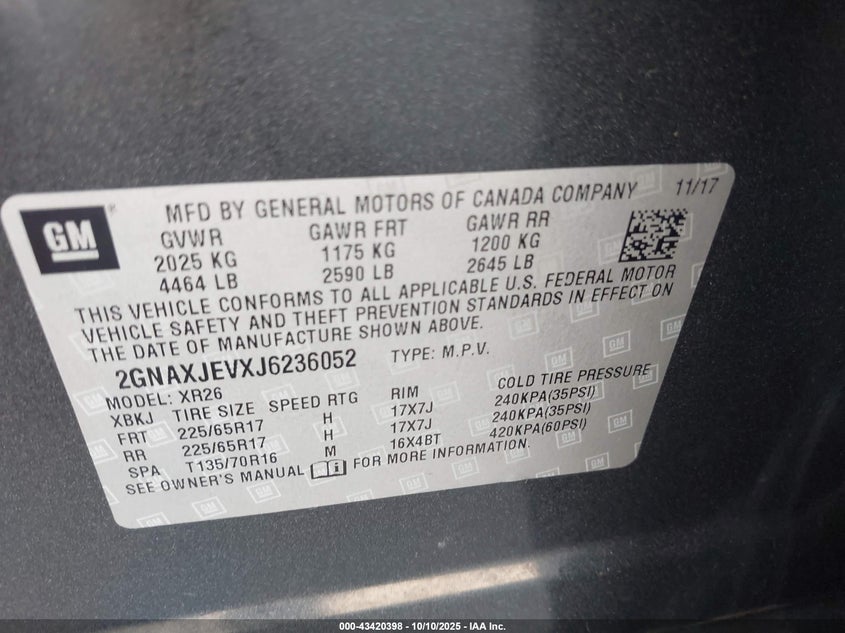 GM ® MFD BY GENERAL MOTORS OF CANADA COMPANY 11/17
GVWR GAWR FRT GAWR RR
2025 KG 1175 KG 1200 KG
4464 LB 2590 LB 2645 LB
THIS VEHICLE CONFORMS TO ALL APPLICABLE U.S. FEDERAL MOTOR
VEHICLE SAFETY AND THEFT PREVENTION STANDARDS IN EFFECT ON
THE DATE OF MANUFACTURE SHOWN ABOVE.
2GNAXJEVXJ6236052 TYPE: M.P.V.
MODEL: XR26
XBKJ TIRE SIZE SPEED RTG RIM COLD TIRE PRESSURE
FRT 225/65R17 H 17X7J 240KPA(35PSI)
RR 225/65R17 H 17X7J 240KPA(35PSI)
SPA T135/70R16 M 16X4BT 420KPA(60PSI)
SEE OWNER'S MANUAL i FOR MORE INFORMATION.
000-43420398 - 10/10/2025 - IAA Inc.